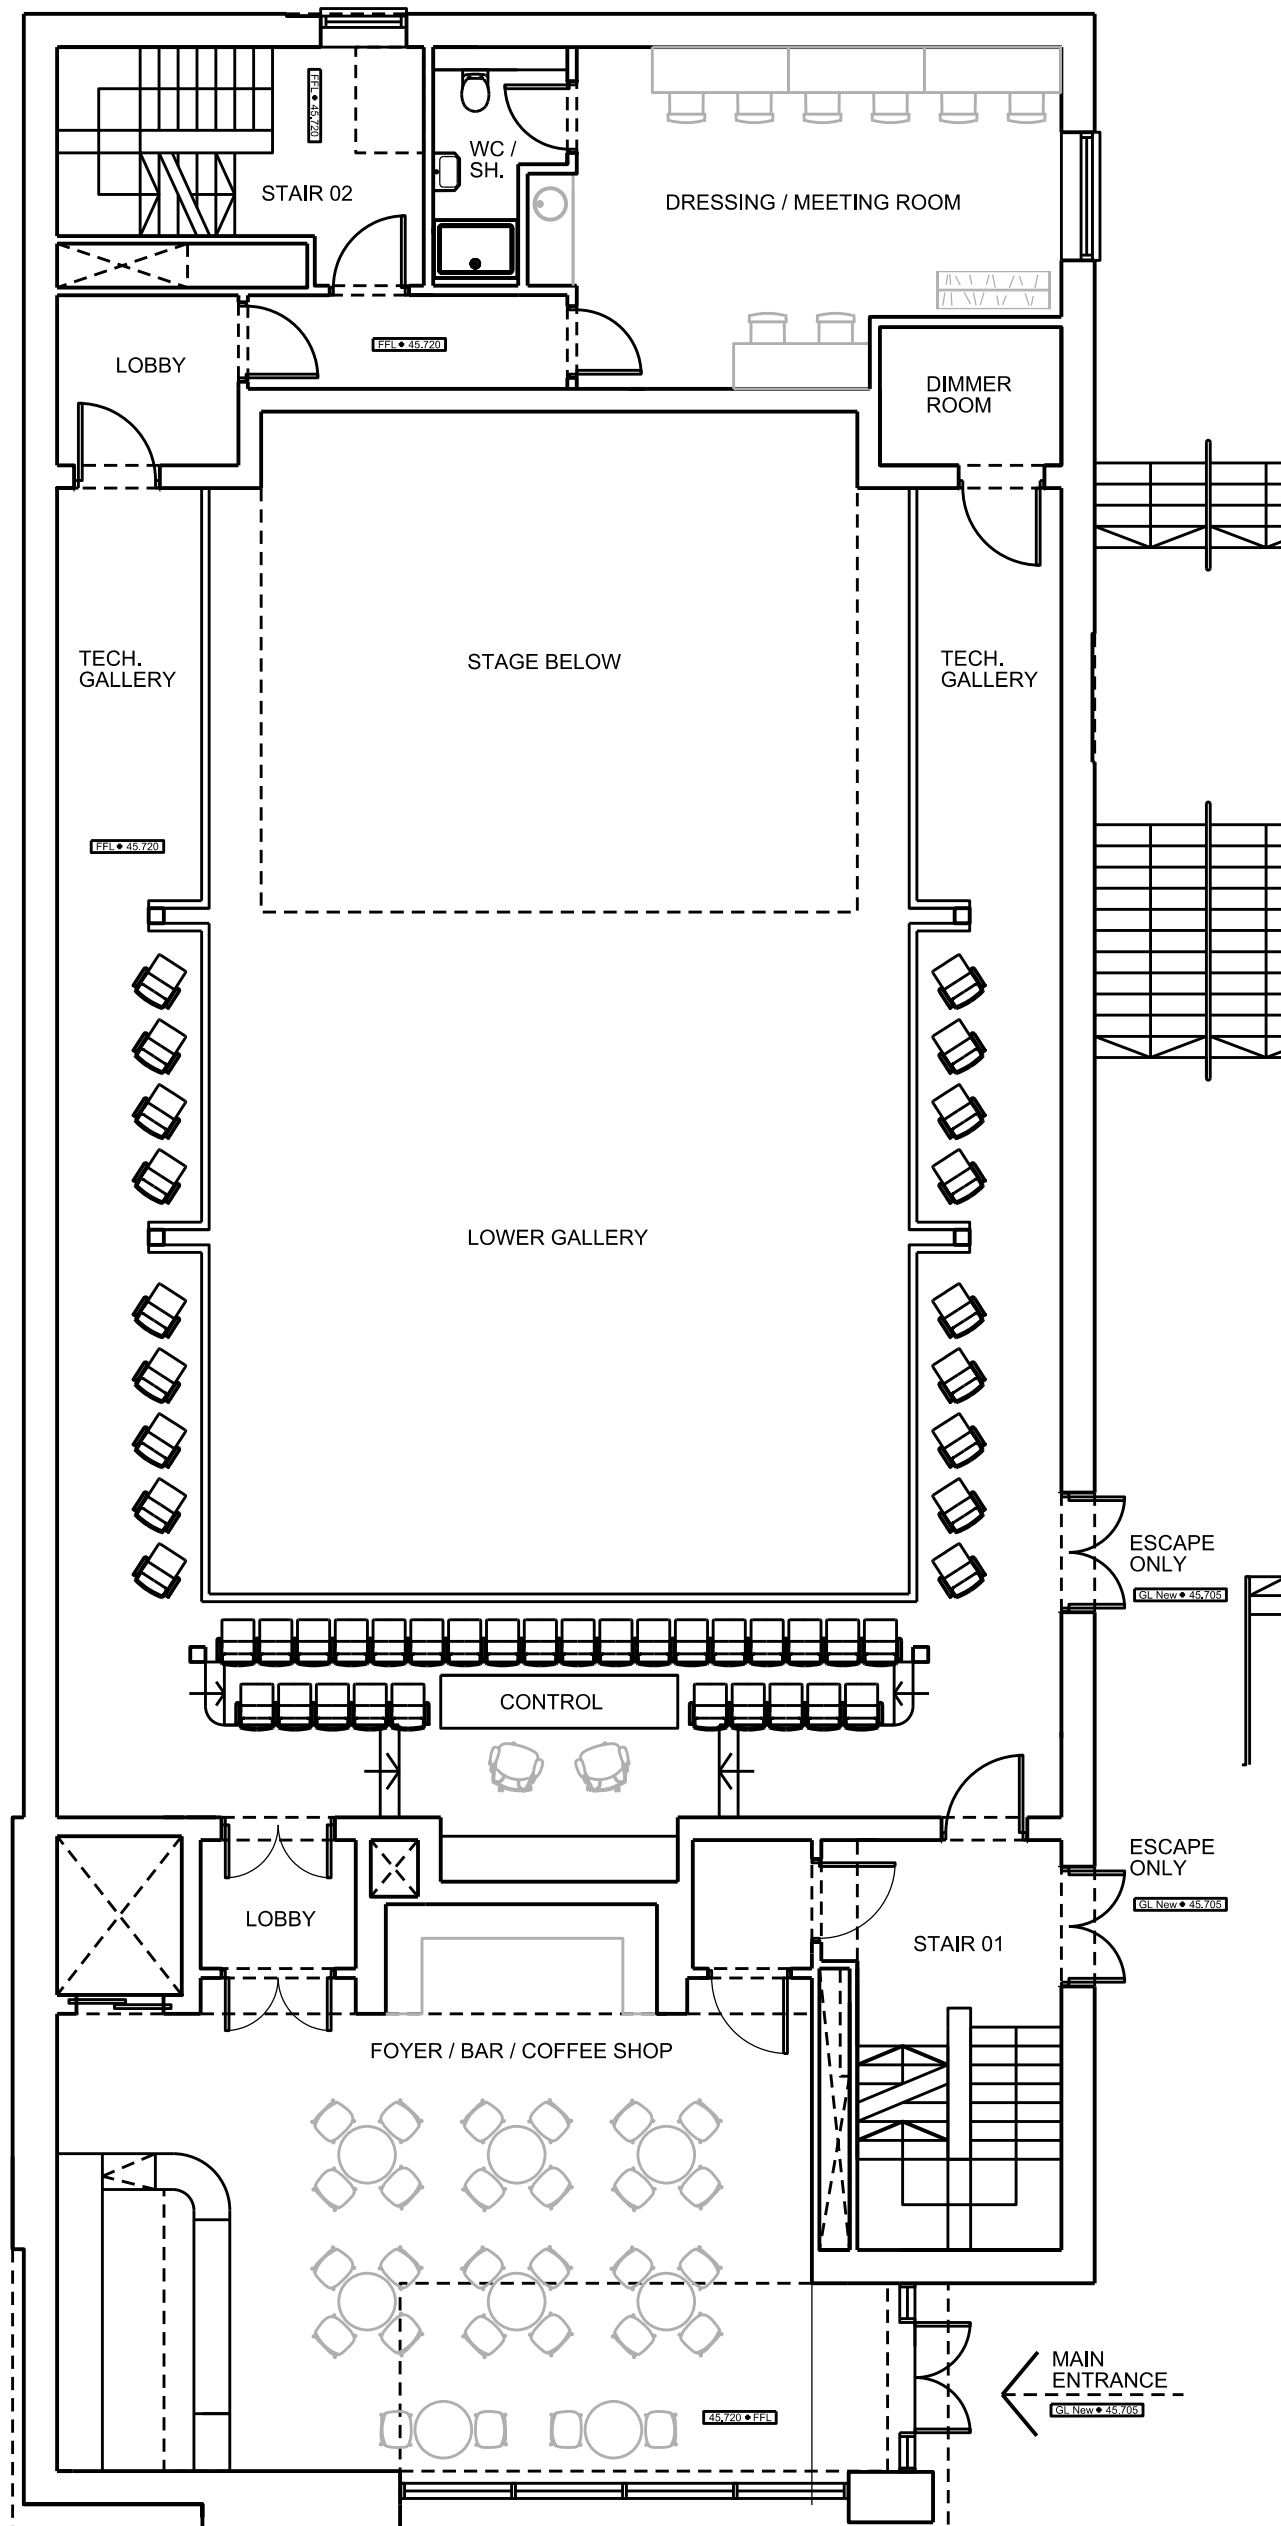 FFL 45.720
WC /
SH.
STAIR 02
DRESSING / MEETING ROOM
LOBBY
FFL 45.720
DIMMER
ROOM
TECH.
GALLERY
STAGE BELOW
TECH.
GALLERY
FFL 45.720
LOWER GALLERY
ESCAPE
ONLY
GL New 45.705
CONTROL
ESCAPE
ONLY
GL New 45.705
LOBBY
STAIR 01
FOYER / BAR / COFFEE SHOP
MAIN
ENTRANCE
GL New 45.705
45.720 FFL